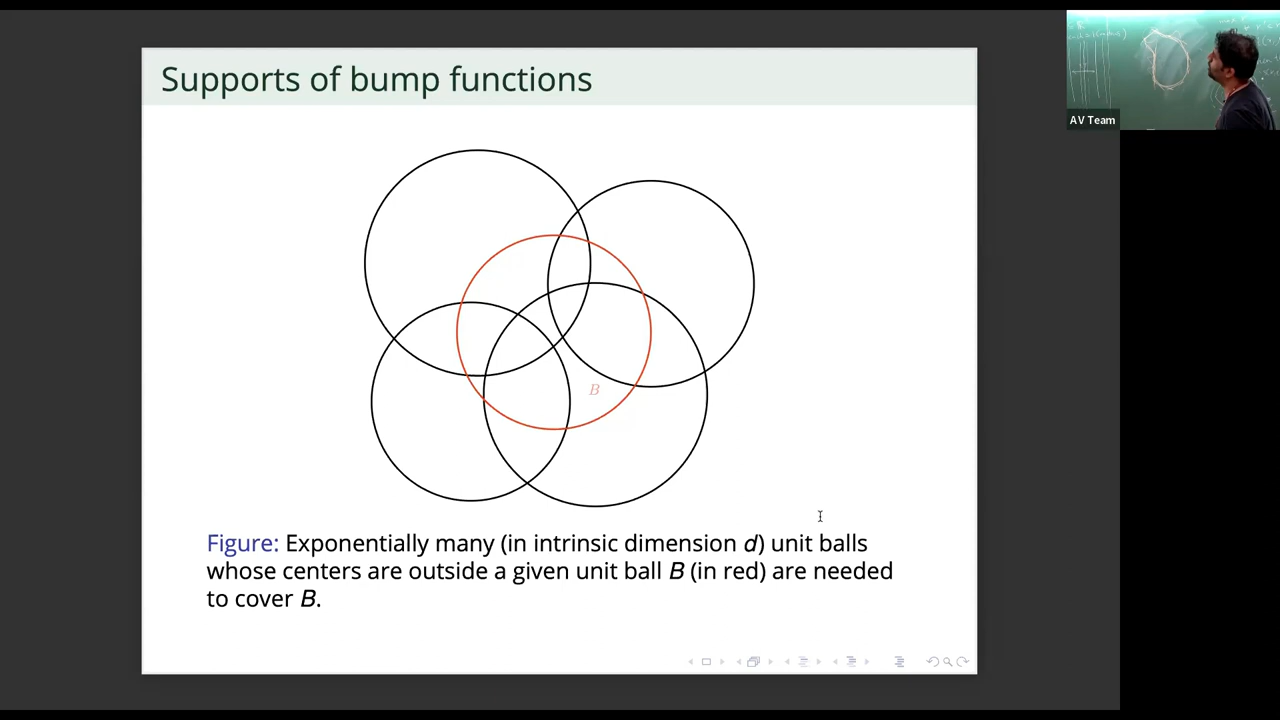 Supports of bump functions
AV Team
B
Figure: Exponentially many (in intrinsic dimension d) unit balls
whose centers are outside a given unit ball B (in red) are needed
to cover B.